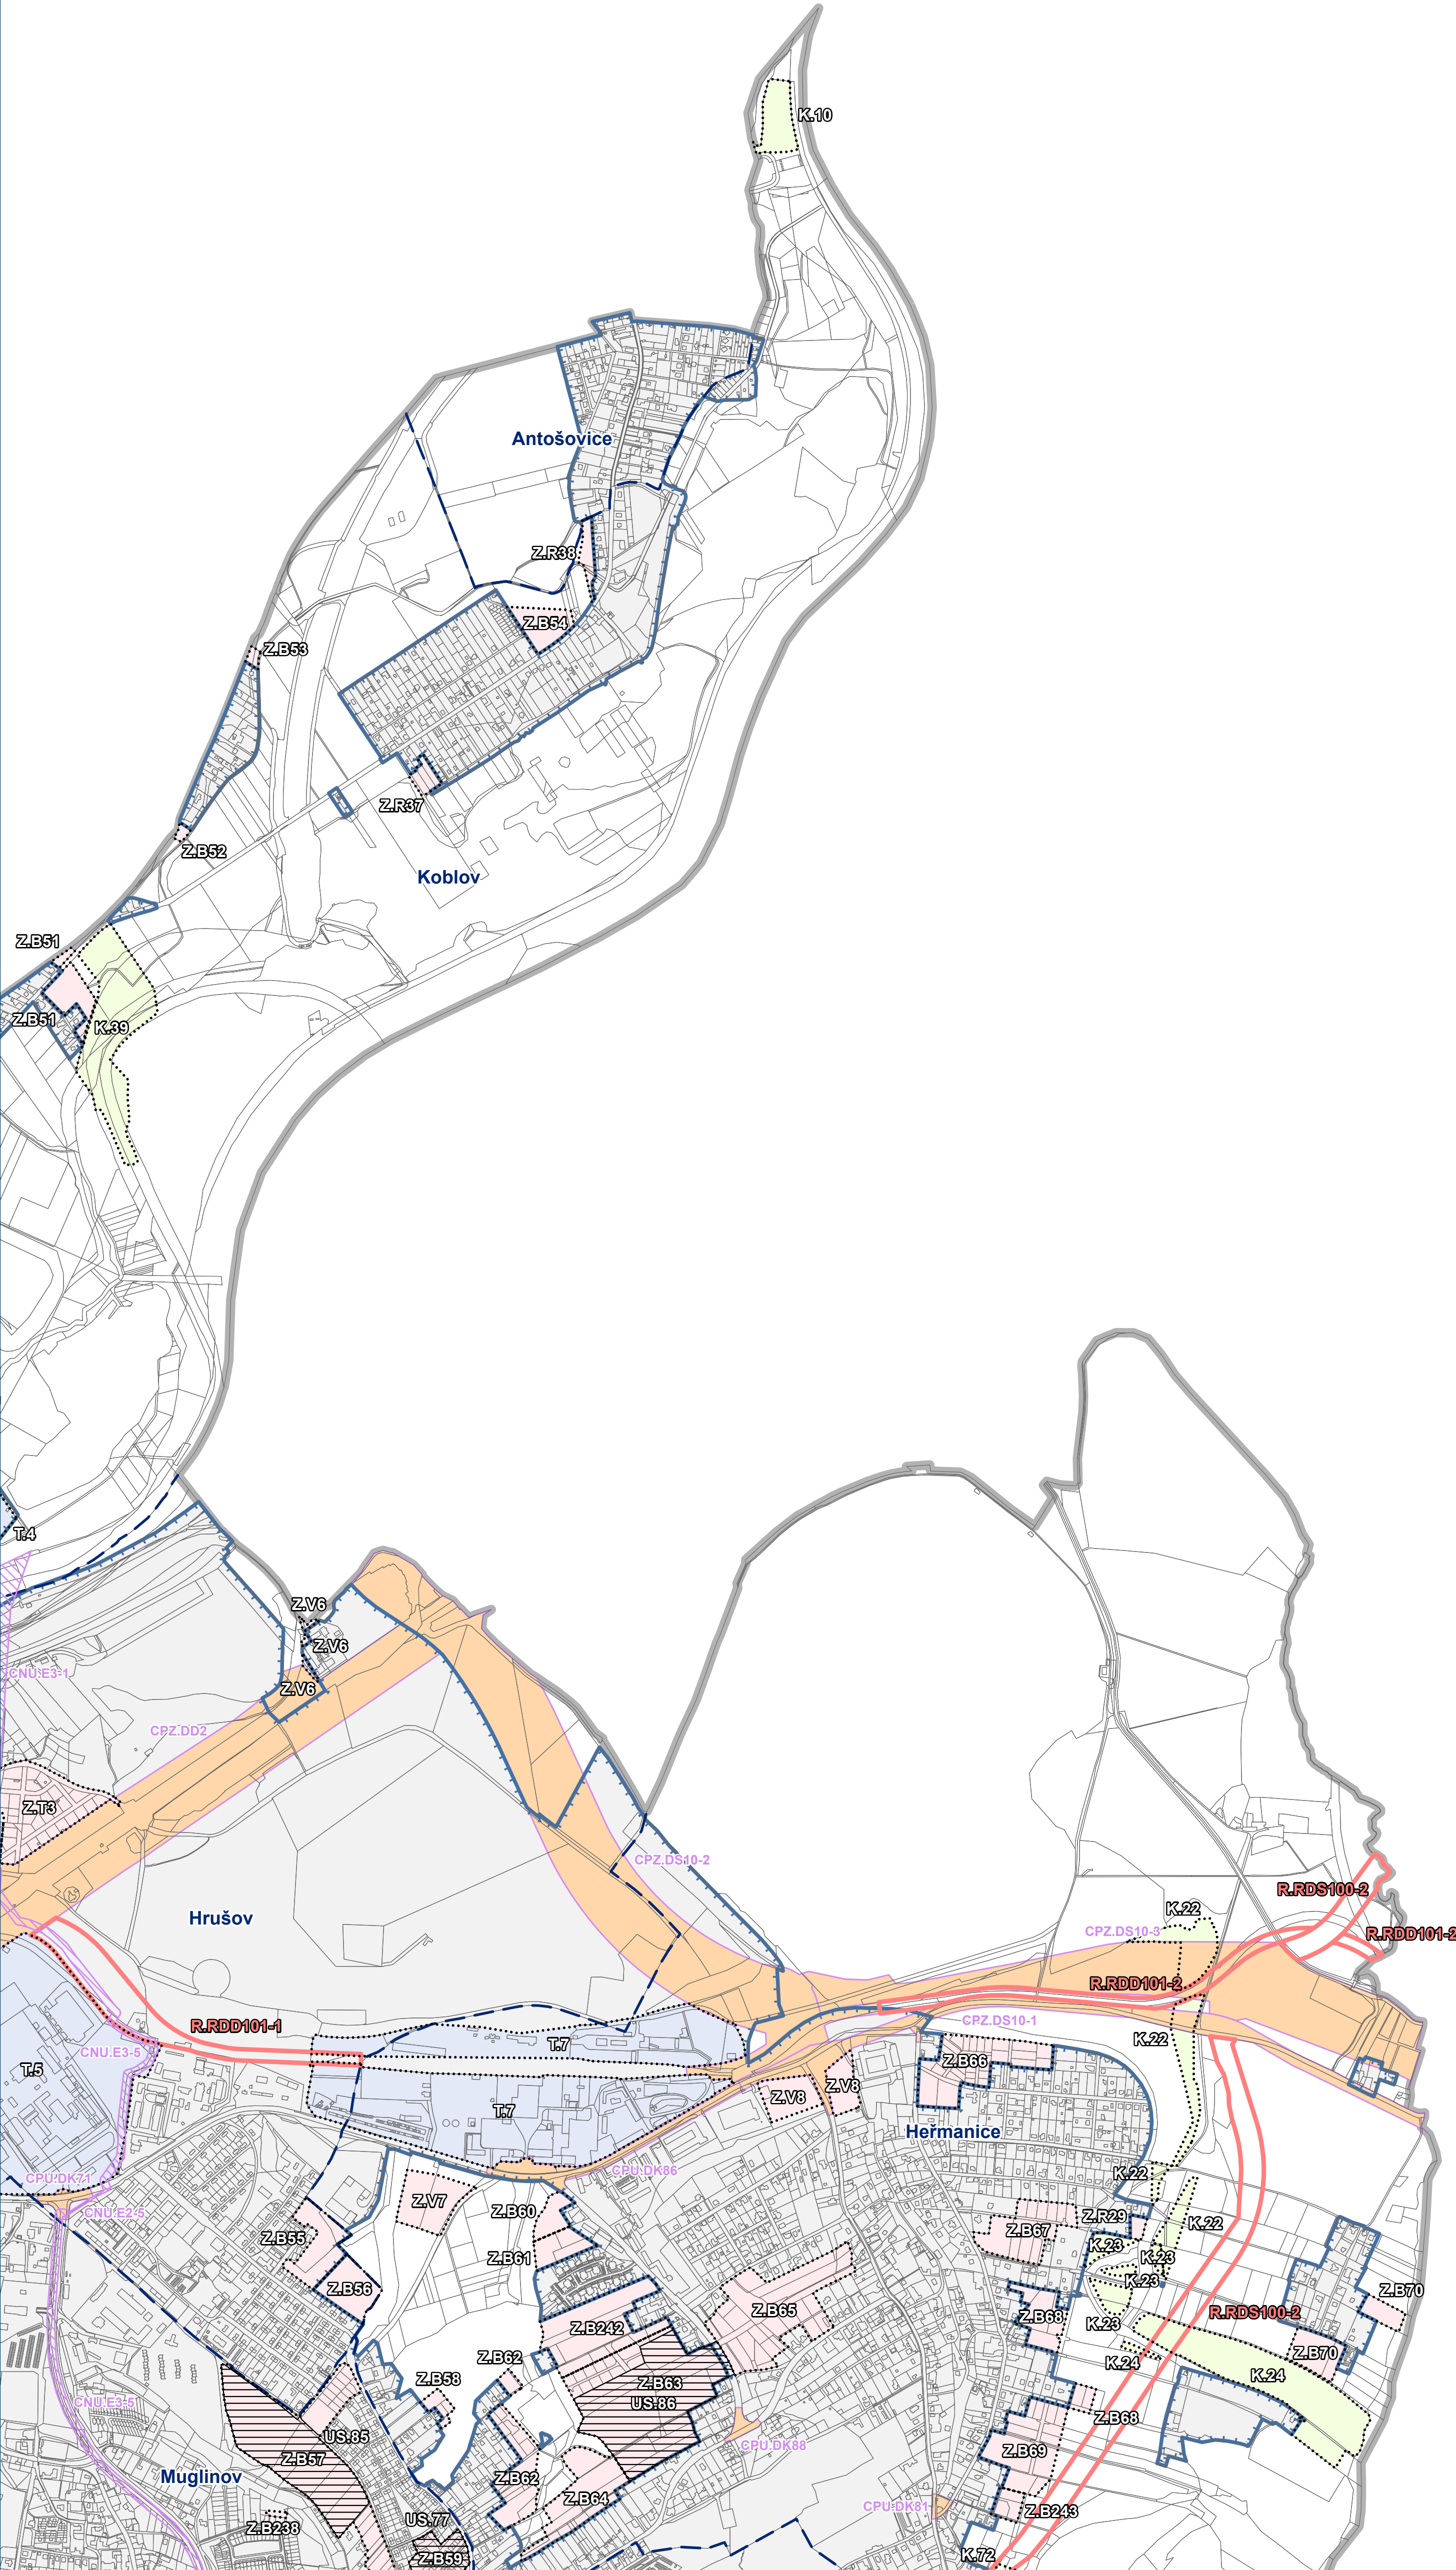 K.10
Antošovice
Z.R38
Z.B54
Z.B53
Z.R37
Z.B52
Koblov
Z.B51
Z.B51
K.39
T.4
Z.V6
Z.V6
CNU.E3-1
Z.V6
CPZ.DD2
Z.T3
CPZ.DS10-2
R.RDS100-2
K.22
Hrušov
CPZ.DS10-3
R.RDD101-2
R.RDD101-2
R.RDD101-1
CPZ.DS10-1
K.22
T.7
CNU.E3-5
Z.B66
T.5
Z.V8
Z.V8
T.7
Heřmanice
CPU.DK71
CPU.DK86
K.22
Z.V7
CNU.E2-5
Z.B60
Z.R29
K.22
Z.B55
Z.B67
K.23
Z.B61
K.23
K.23
Z.B56
Z.B70
Z.B65
R.RDS100-2
Z.B68
K.23
Z.B242
Z.B70
Z.B62
K.24
K.24
Z.B58
Z.B63
CNU.E3-5
US.86
Z.B68
US.85
CPU.DK88
Z.B69
Z.B57
Muglinov
Z.B62
Z.B64
CPU.DK81
Z.B243
US.77
Z.B238
K.72
Z.B59